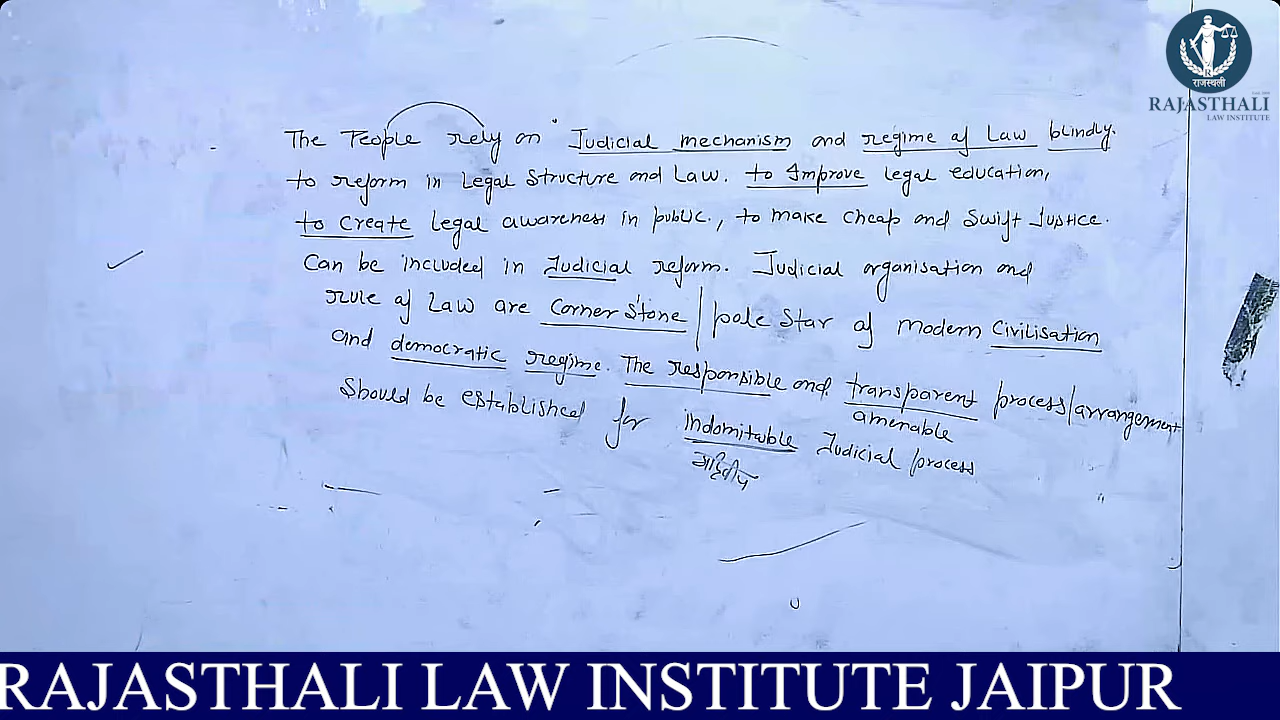 राजस्थली
RAJASTHALI
LAW INSTITUTE
The People rely on Judicial mechanism and regime of Law blindly.
to reform in Legal Structure and Law. to Improve legal education,
to create legal awareness in public., to make cheap and swift Justice.
Can be included in Judicial reform. Judicial organisation and
rule of Law are Corner Stone / pole Star of modern Civilisation
and democratic regime. The responsible and transparent process/arrangement
amenable
Should be established for indomitable Judicial process
अद्वितीय
RAJASTHALI LAW INSTITUTE JAIPUR